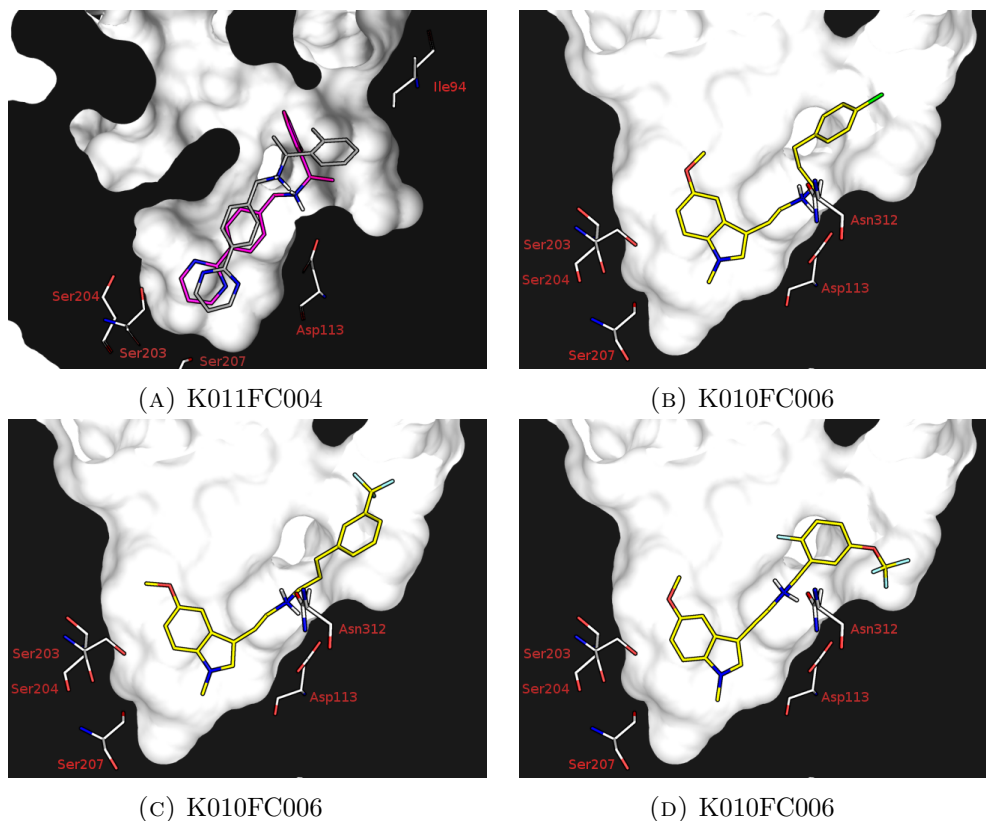 Ile94
Ser204
Asp113
Ser203
Ser207
(A) K011FC004
Asn312
Ser203
Ser204
Asp113
Ser207
(B) K010FC006
Asn312
Ser203
Ser204
Asp113
Ser207
(C) K010FC006
Asn312
Ser203
Ser204
Asp113
Ser207
(D) K010FC006